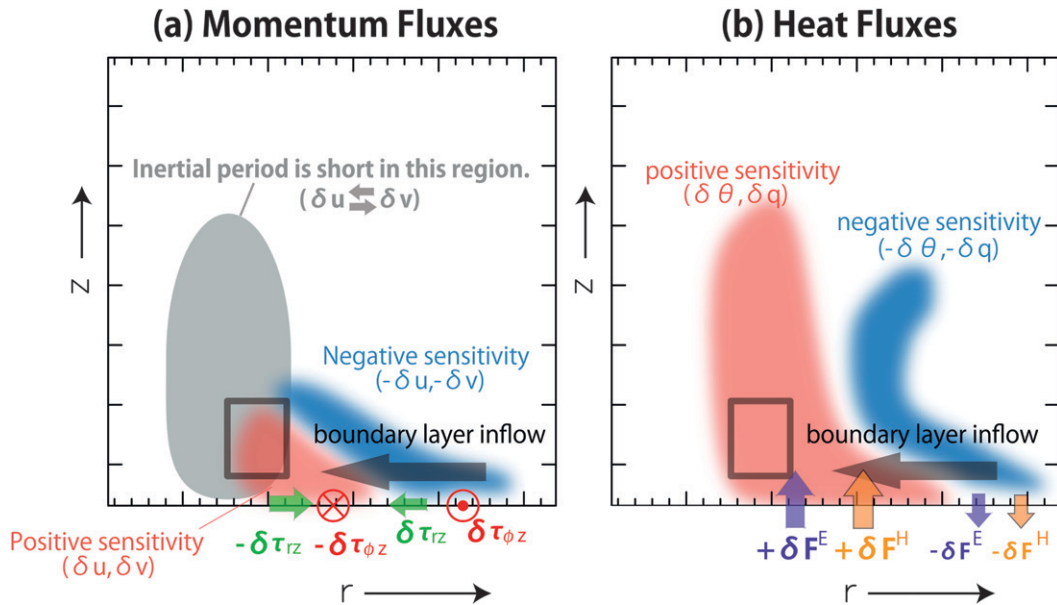 (a) Momentum Fluxes
(b) Heat Fluxes
Inertial period is short in this region.
(δu⇆δv)
Negative sensitivity
(-δu,-δv)
boundary layer inflow
Positive sensitivity
(δu,δv)
-δτrz
-δτφz
δτrz
δτφz
z
r
positive sensitivity
(δθ,δq)
negative sensitivity
(-δθ,-δq)
boundary layer inflow
+δF^E
+δF^H
-δF^E
-δF^H
z
r